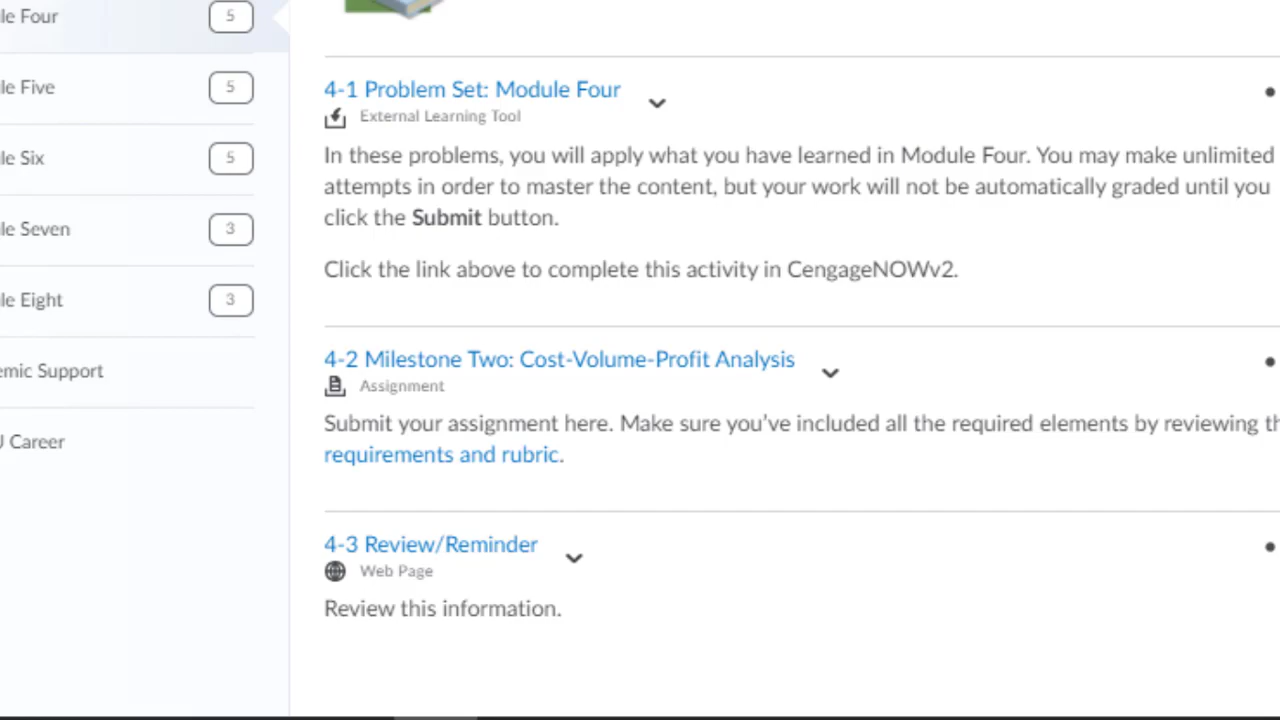 le Four
5
le Five
5
le Six
5
le Seven
3
le Eight
3
emic Support
J Career
4-1 Problem Set: Module Four
External Learning Tool
In these problems, you will apply what you have learned in Module Four. You may make unlimited
attempts in order to master the content, but your work will not be automatically graded until you
click the Submit button.
Click the link above to complete this activity in CengageNOWv2.
4-2 Milestone Two: Cost-Volume-Profit Analysis
Assignment
Submit your assignment here. Make sure you’ve included all the required elements by reviewing th
requirements and rubric.
4-3 Review/Reminder
Web Page
Review this information.